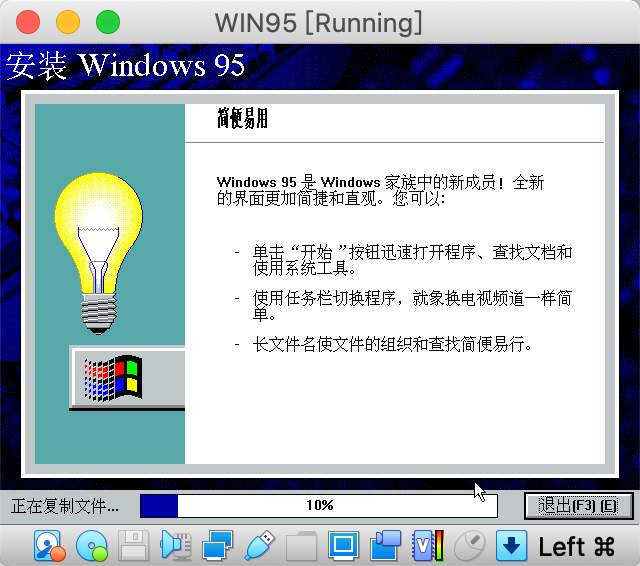 WIN95 [Running]
安装 Windows 95
简便易用
Windows 95 是 Windows 家族中的新成员！全新
的界面更加简捷和直观。您可以:
- 单击“开始 ”按钮迅速打开程序、查找文档和
使用系统工具。
- 使用任务栏切换程序，就象换电视频道一样简
单。
- 长文件名使文件的组织和查找简便易行。
正在复制文件... 10% 退出(F3) (E)
Left ⌘